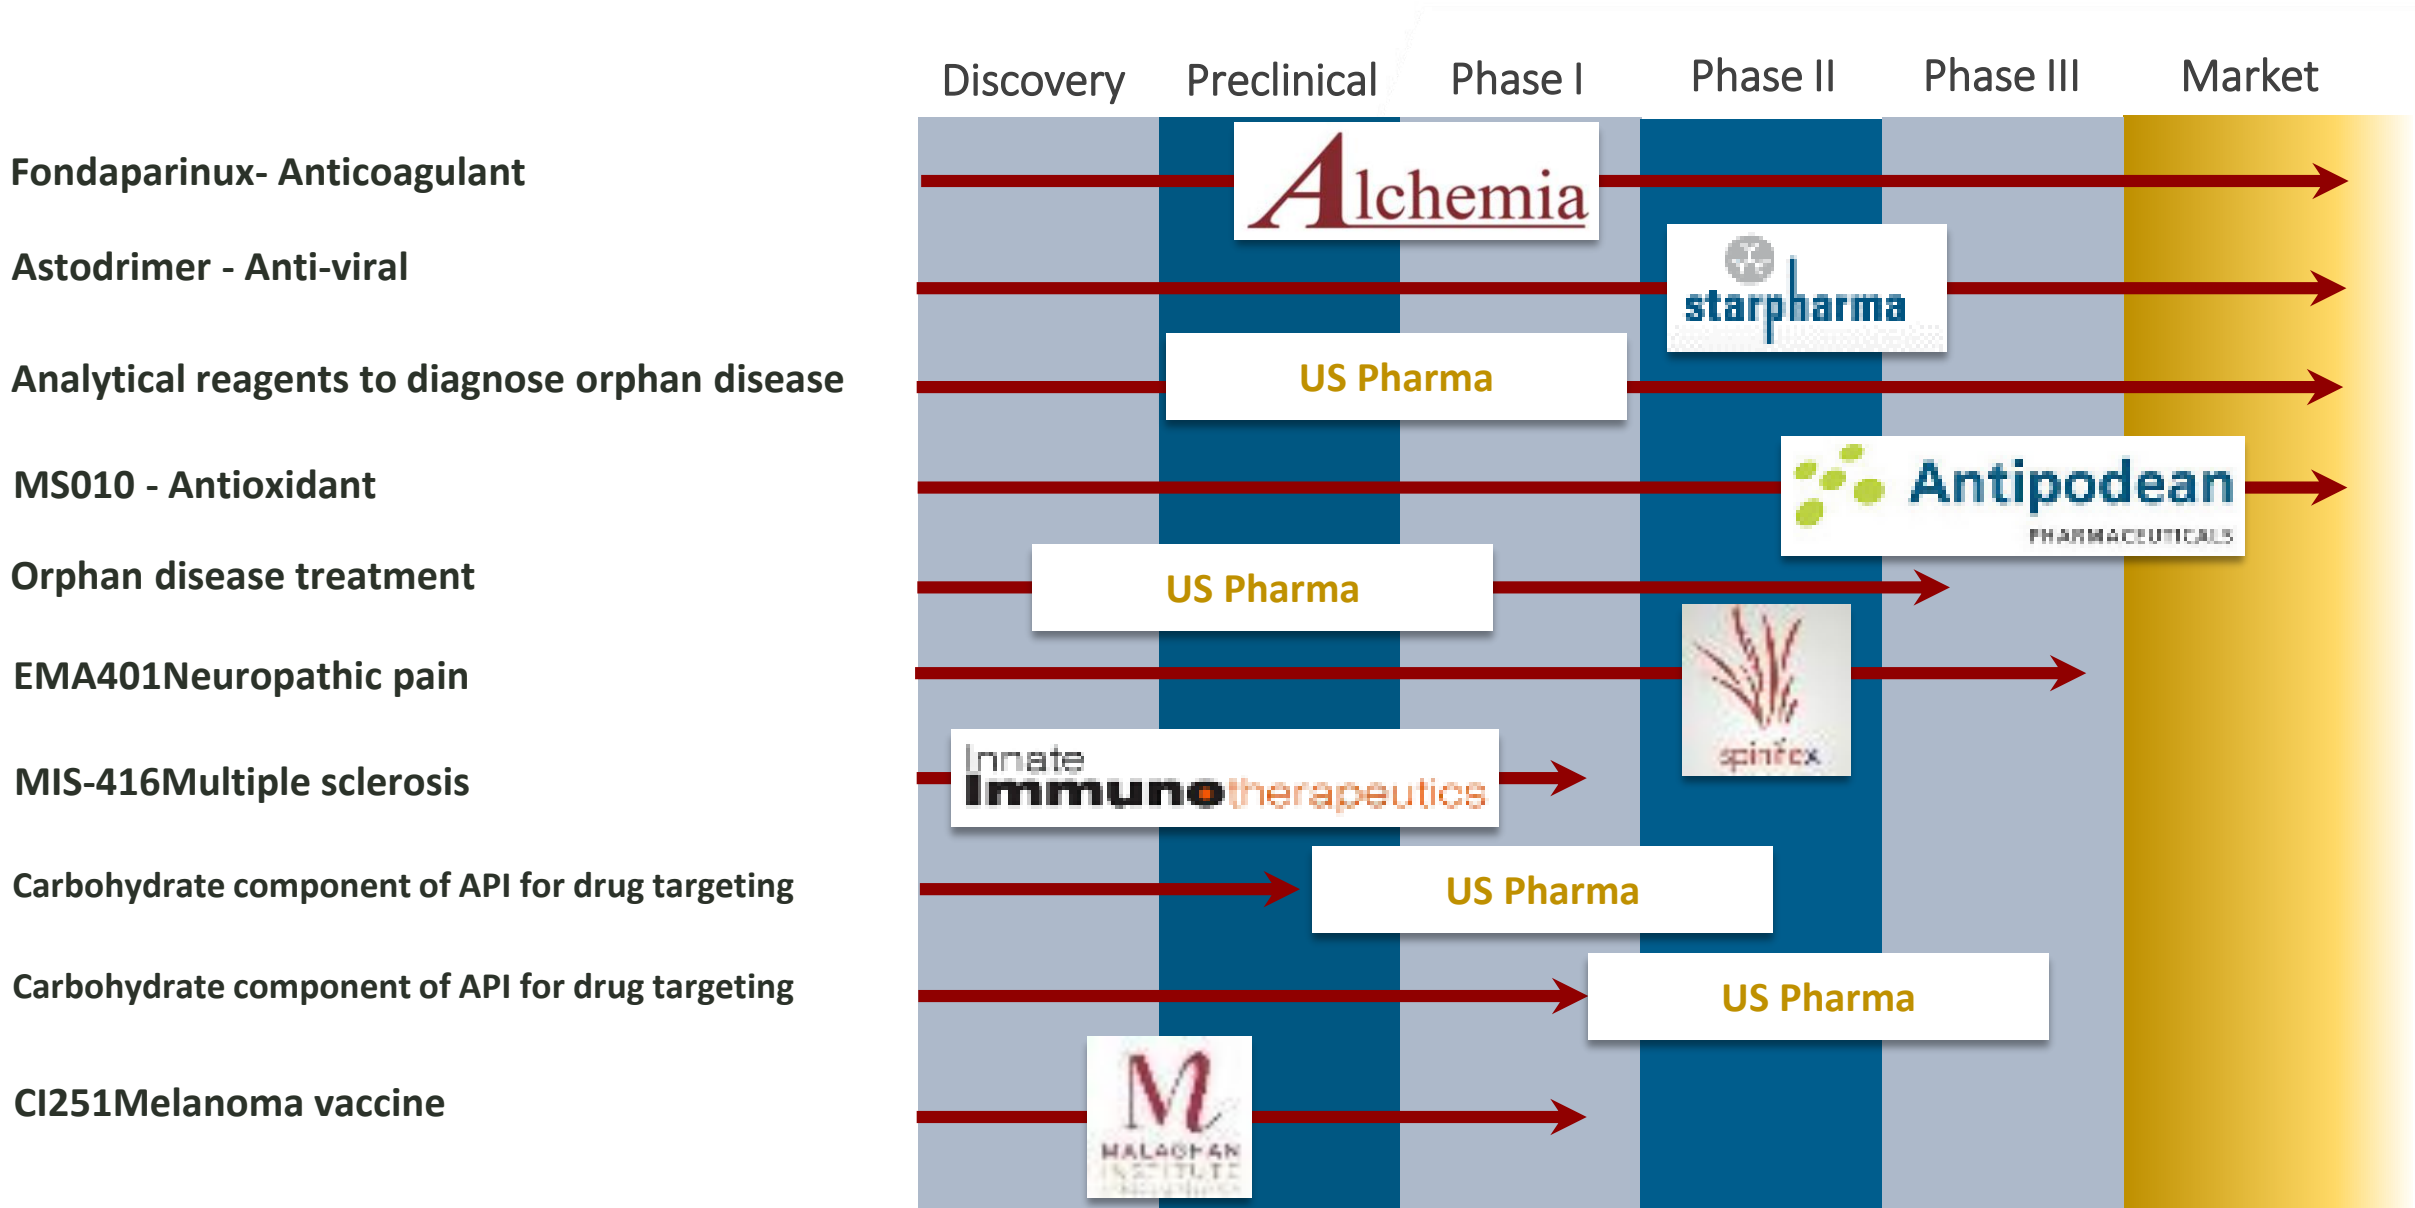 Discovery Preclinical Phase I Phase II Phase III Market
Fondaparinux- Anticoagulant
Alchemia
Astodrimer - Anti-viral
starpharma
Analytical reagents to diagnose orphan disease
US Pharma
MS010 - Antioxidant
Antipodean
PHARMACEUTICALS
Orphan disease treatment
US Pharma
EMA401Neuropathic pain
spinifex
MIS-416Multiple sclerosis
Innate
Immunotherapeutics
Carbohydrate component of API for drug targeting
US Pharma
Carbohydrate component of API for drug targeting
US Pharma
CI251Melanoma vaccine
M
MALAGHAN
INSTITUTE